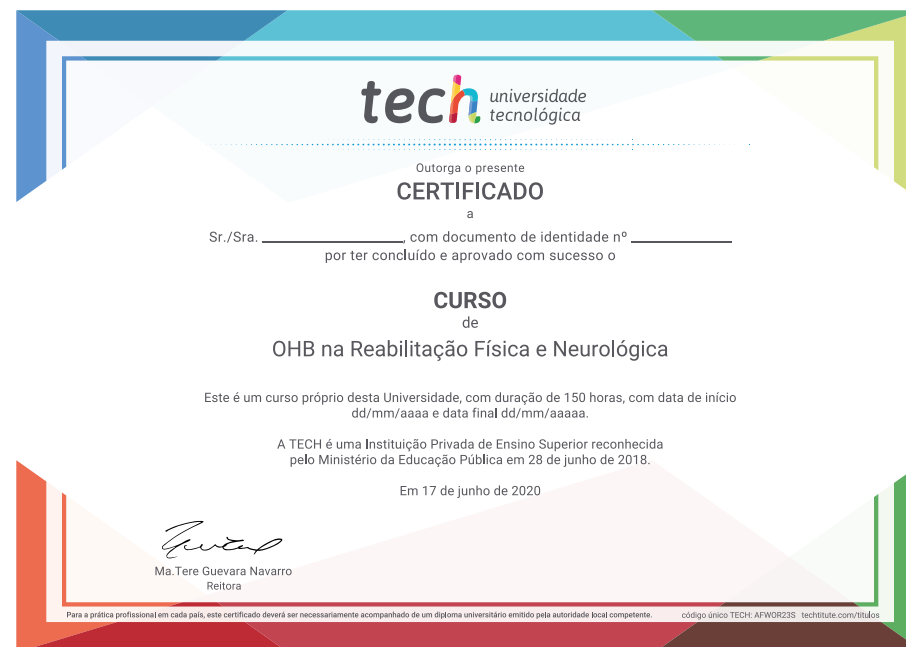 tech universidade
tecnológica
Outorga o presente
CERTIFICADO
a
Sr./Sra. ____________, com documento de identidade nº ____________
por ter concluído e aprovado com sucesso o
CURSO
de
OHB na Reabilitação Física e Neurológica
Este é um curso próprio desta Universidade, com duração de 150 horas, com data de início
dd/mm/aaaa e data final dd/mm/aaaaa.
A TECH é uma Instituição Privada de Ensino Superior reconhecida
pelo Ministério da Educação Pública em 28 de junho de 2018.
Em 17 de junho de 2020
Ma.Tere Guevara Navarro
Reitora
Para a prática profissional em cada país, este certificado deverá ser necessariamente acompanhado de um diploma universitário emitido pela autoridade local competente. código único TECH: AFWOR23S techtitute.com/titulos